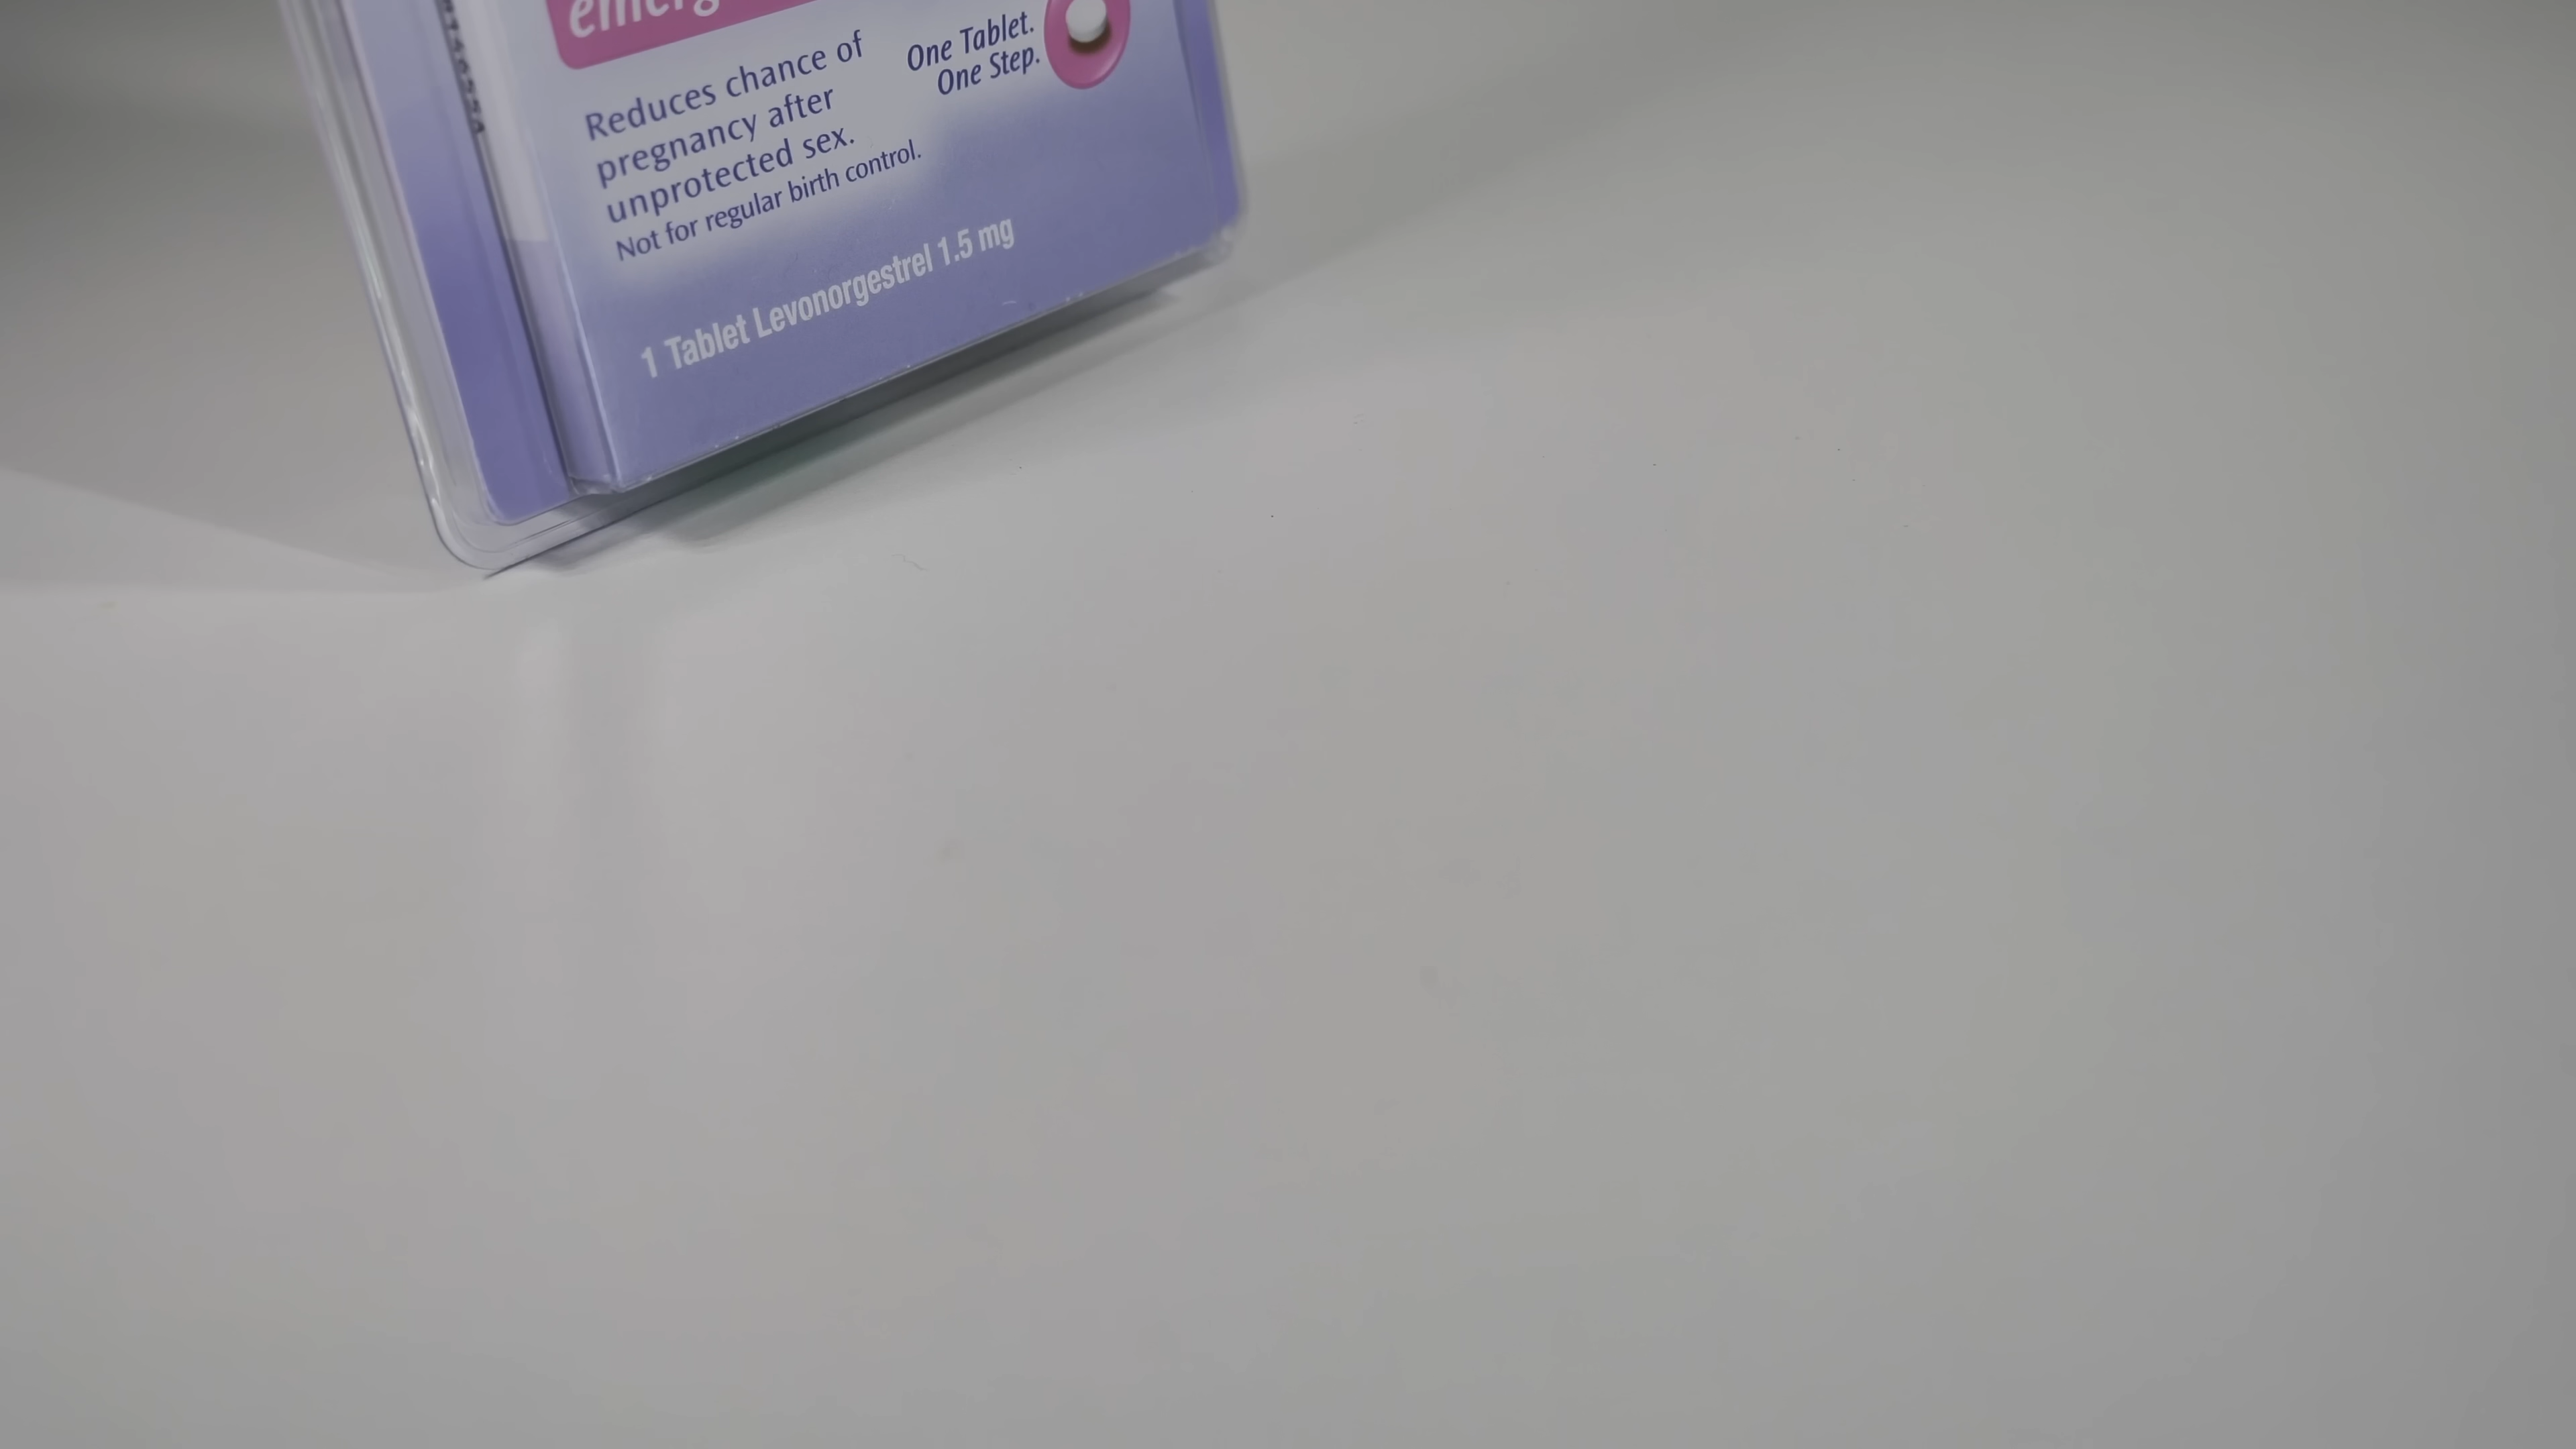 Reduces chance of
pregnancy after
unprotected sex.
Not for regular birth control.
One Tablet.
One Step.
1 Tablet Levonorgestrel 1.5 mg